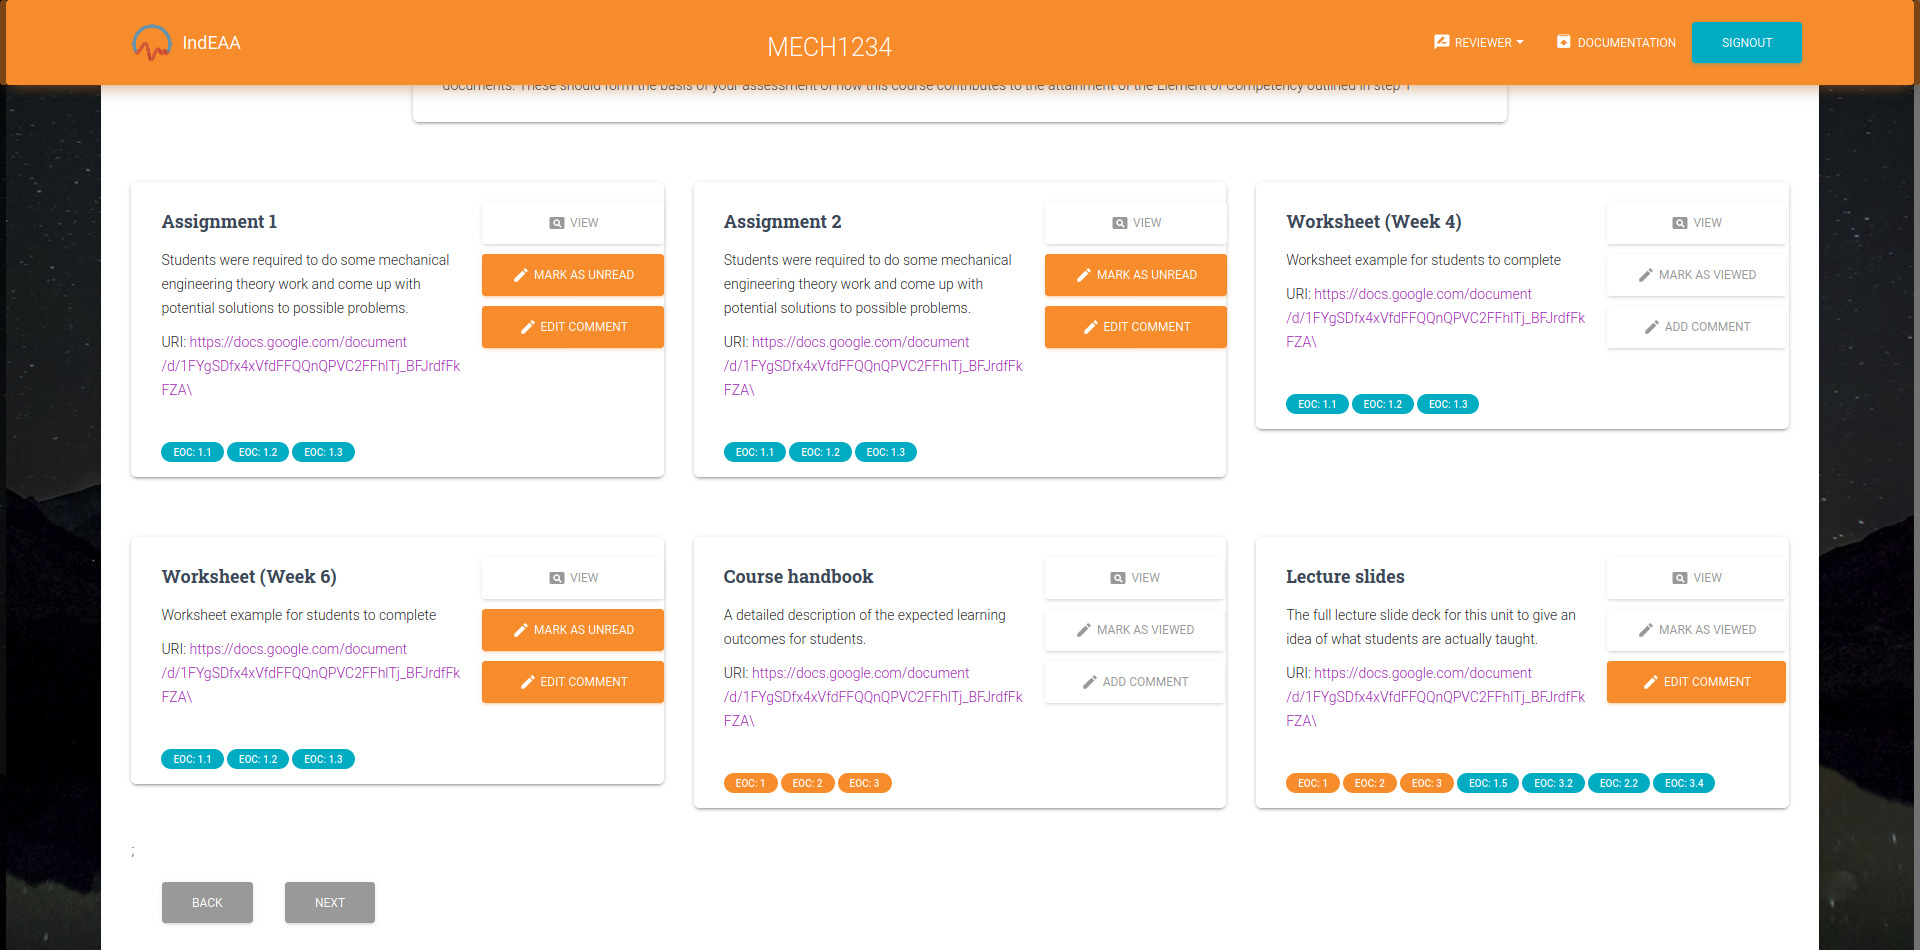 IndEAA
MECH1234
REVIEWER
DOCUMENTATION
SIGNOUT
documents. These should form the basis of your assessment of how this course contributes to the attainment of the Element of Competency outlined in step 1
Assignment 1
Students were required to do some mechanical
engineering theory work and come up with
potential solutions to possible problems.
URI: https://docs.google.com/document
/d/1FYgSDfx4xVfdFFQQnQPVC2FFhlTj_BFJrdfFk
FZA\
VIEW
MARK AS UNREAD
EDIT COMMENT
EOC: 1.1 EOC: 1.2 EOC: 1.3
Assignment 2
Students were required to do some mechanical
engineering theory work and come up with
potential solutions to possible problems.
URI: https://docs.google.com/document
/d/1FYgSDfx4xVfdFFQQnQPVC2FFhlTj_BFJrdfFk
FZA\
VIEW
MARK AS UNREAD
EDIT COMMENT
EOC: 1.1 EOC: 1.2 EOC: 1.3
Worksheet (Week 4)
Worksheet example for students to complete
URI: https://docs.google.com/document
/d/1FYgSDfx4xVfdFFQQnQPVC2FFhlTj_BFJrdfFk
FZA\
VIEW
MARK AS VIEWED
ADD COMMENT
EOC: 1.1 EOC: 1.2 EOC: 1.3
Worksheet (Week 6)
Worksheet example for students to complete
URI: https://docs.google.com/document
/d/1FYgSDfx4xVfdFFQQnQPVC2FFhlTj_BFJrdfFk
FZA\
VIEW
MARK AS UNREAD
EDIT COMMENT
EOC: 1.1 EOC: 1.2 EOC: 1.3
Course handbook
A detailed description of the expected learning
outcomes for students.
URI: https://docs.google.com/document
/d/1FYgSDfx4xVfdFFQQnQPVC2FFhlTj_BFJrdfFk
FZA\
VIEW
MARK AS VIEWED
ADD COMMENT
EOC: 1 EOC: 2 EOC: 3
Lecture slides
The full lecture slide deck for this unit to give an
idea of what students are actually taught.
URI: https://docs.google.com/document
/d/1FYgSDfx4xVfdFFQQnQPVC2FFhlTj_BFJrdfFk
FZA\
VIEW
MARK AS VIEWED
EDIT COMMENT
EOC: 1 EOC: 2 EOC: 3 EOC: 1.5 EOC: 3.2 EOC: 2.2 EOC: 3.4
;
BACK
NEXT